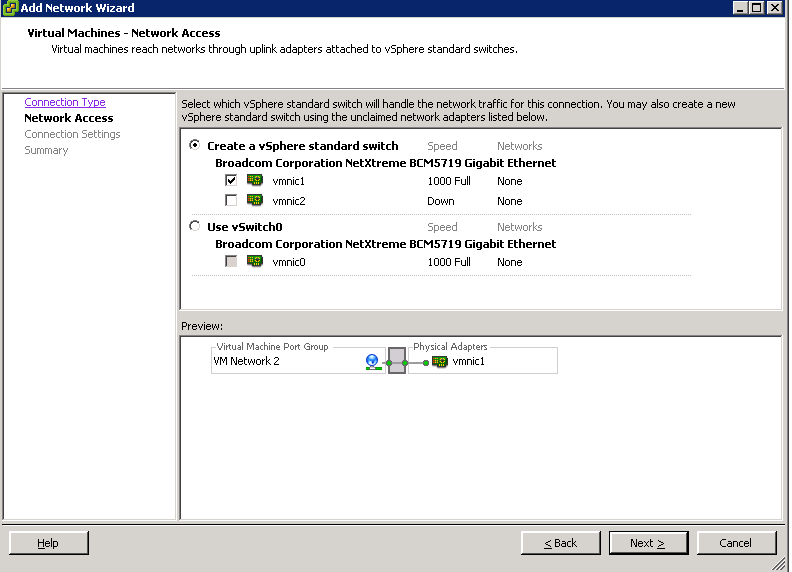 Add Network Wizard
Virtual Machines - Network Access
Virtual machines reach networks through uplink adapters attached to vSphere standard switches.
Connection Type
Network Access
Connection Settings
Summary
Select which vSphere standard switch will handle the network traffic for this connection. You may also create a new
vSphere standard switch using the unclaimed network adapters listed below.
Create a vSphere standard switch Speed Networks
Broadcom Corporation NetXtreme BCM5719 Gigabit Ethernet
vmnic1 1000 Full None
vmnic2 Down None
Use vSwitch0 Speed Networks
Broadcom Corporation NetXtreme BCM5719 Gigabit Ethernet
vmnic0 1000 Full None
Preview:
Virtual Machine Port Group Physical Adapters
VM Network 2 vmnic1
Help < Back Next > Cancel